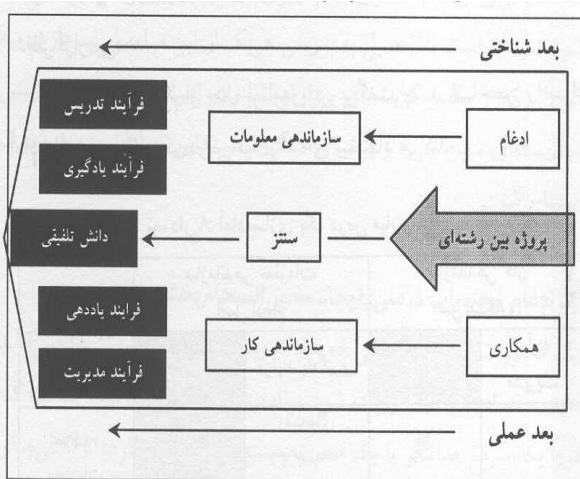 بعد شناختی
ادغام
سازماندهی معلومات
فرآیند تدریس
فرآیند یادگیری
پروژه بین رشته‌ای
سنتز
دانش تلفیقی
همکاری
سازماندهی کار
فرایند یاددهی
فرآیند مدیریت
بعد عملی